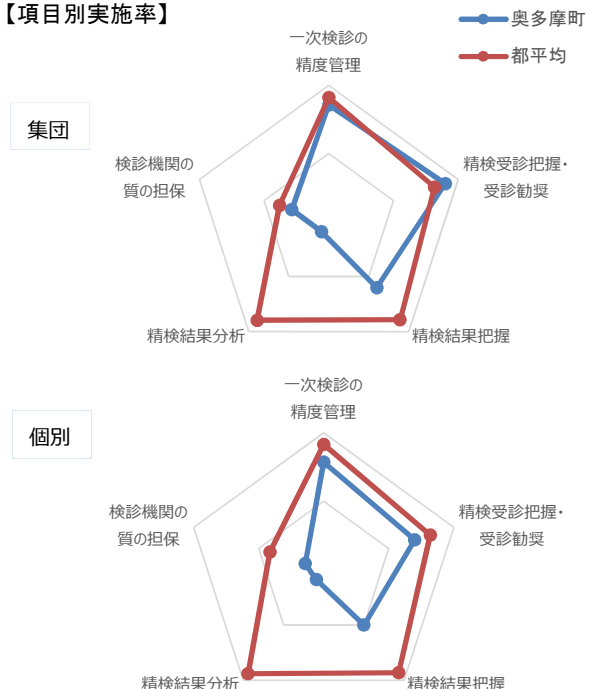 【項目別実施率】
奥多摩町
都平均
集団
一次検診の
精度管理
精検受診把握・
受診勧奨
精検結果把握
精検結果分析
検診機関の
質の担保
個別
一次検診の
精度管理
精検受診把握・
受診勧奨
精検結果把握
精検結果分析
検診機関の
質の担保